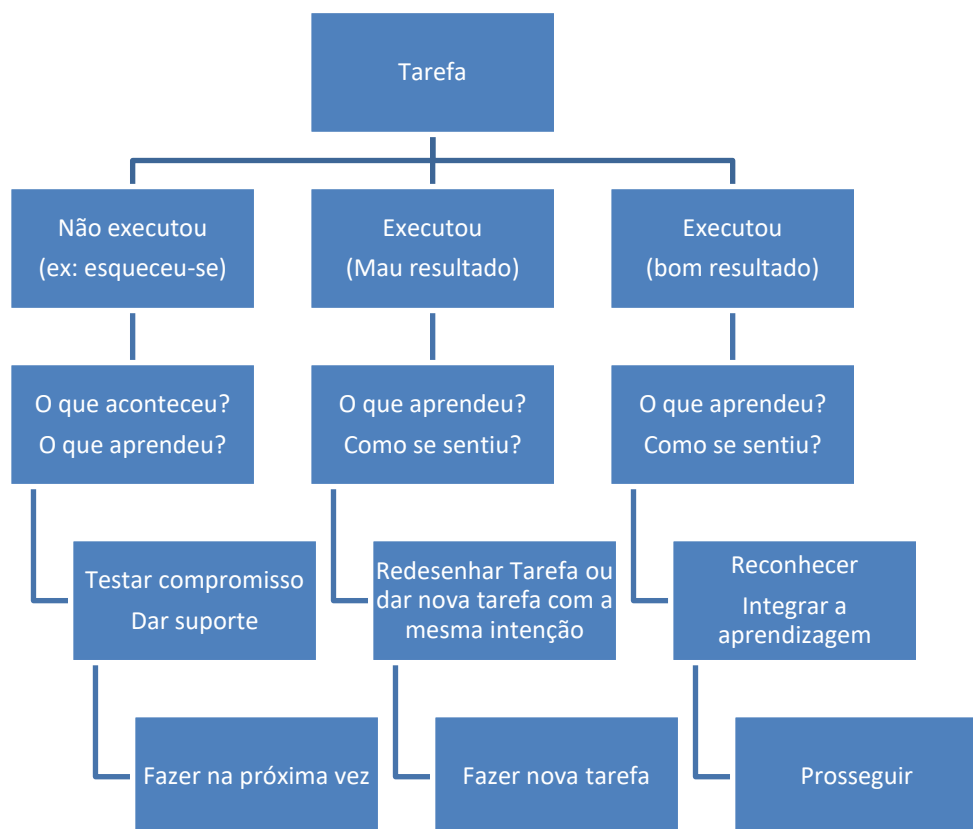 Tarefa
Não executou
(ex: esqueceu-se)
Executou
(Mau resultado)
Executou
(bom resultado)
O que aconteceu?
O que aprendeu?
O que aprendeu?
Como se sentiu?
O que aprendeu?
Como se sentiu?
Testar compromisso
Dar suporte
Redesenhar Tarefa ou
dar nova tarefa com a
mesma intenção
Reconhecer
Integrar a
aprendizagem
Fazer na próxima vez
Fazer nova tarefa
Prosseguir